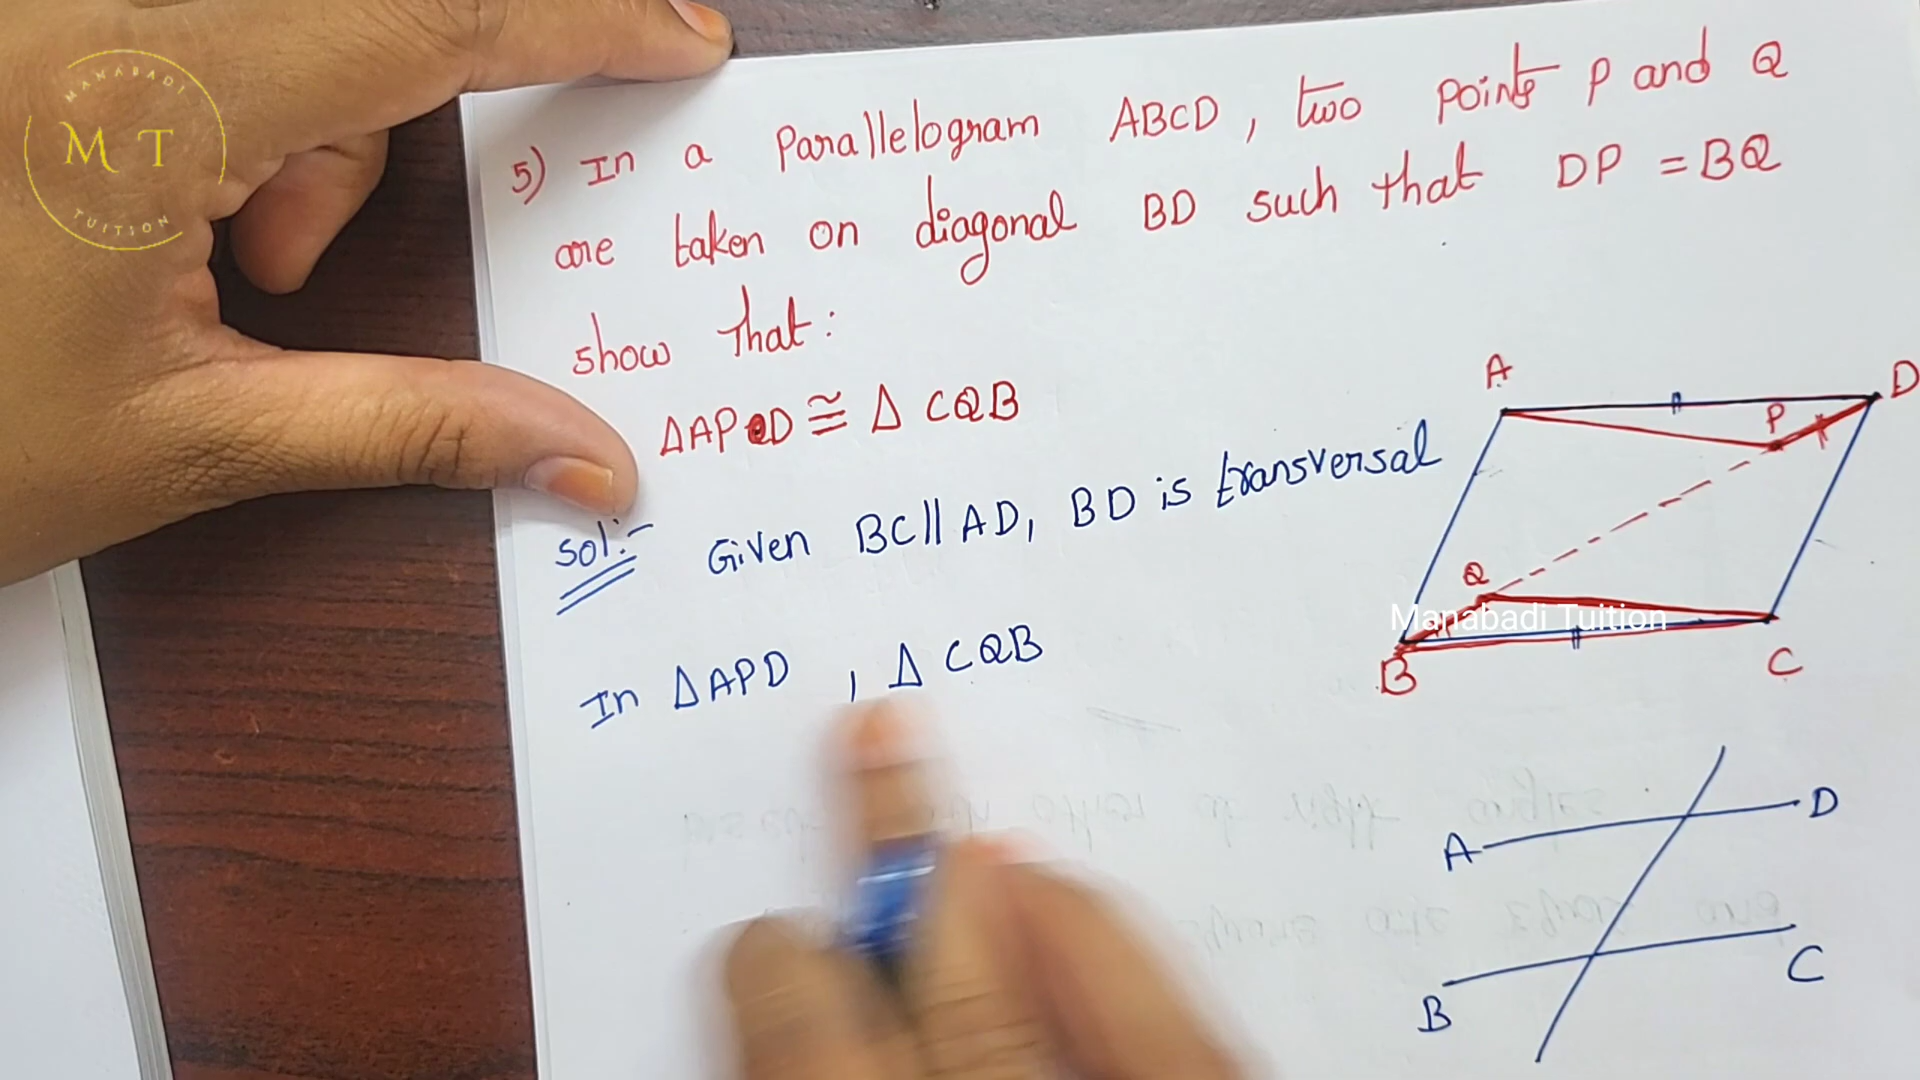 MANABADI
M T
TUITION
5) In a Parallelogram ABCD, two points P and Q
are taken on diagonal BD such that DP = BQ
show that:
ΔAPD ≅ Δ CQB
Sol:- Given BC || AD, BD is transversal
In ΔAPD , Δ CQB
A
D
P
Q
Manabadi Tuition
B
C
A
D
B
C